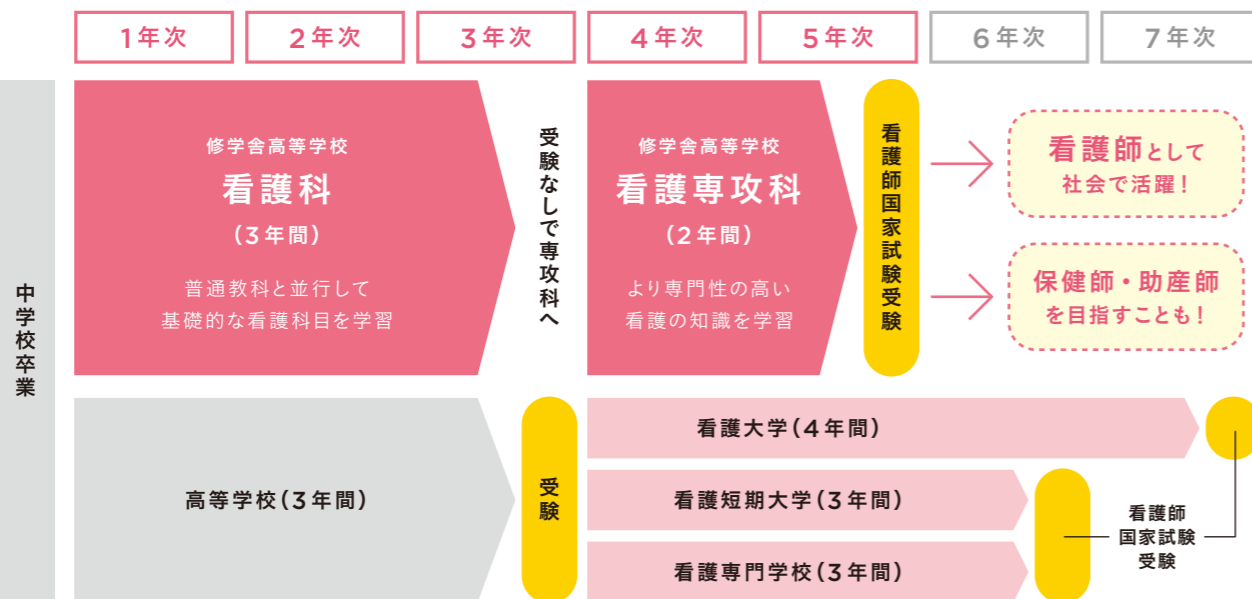 1年次
2年次
3年次
4年次
5年次
6年次
7年次
中学校卒業
修学舎高等学校
看護科
（3年間）
普通教科と並行して
基礎的な看護科目を学習
受験なしで専攻科へ
修学舎高等学校
看護専攻科
（2年間）
より専門性の高い
看護の知識を学習
看護師国家試験受験
看護師として
社会で活躍！
保健師・助産師
を目指すことも！
高等学校（3年間）
受験
看護大学（4年間）
看護短期大学（3年間）
看護専門学校（3年間）
看護師
国家試験
受験